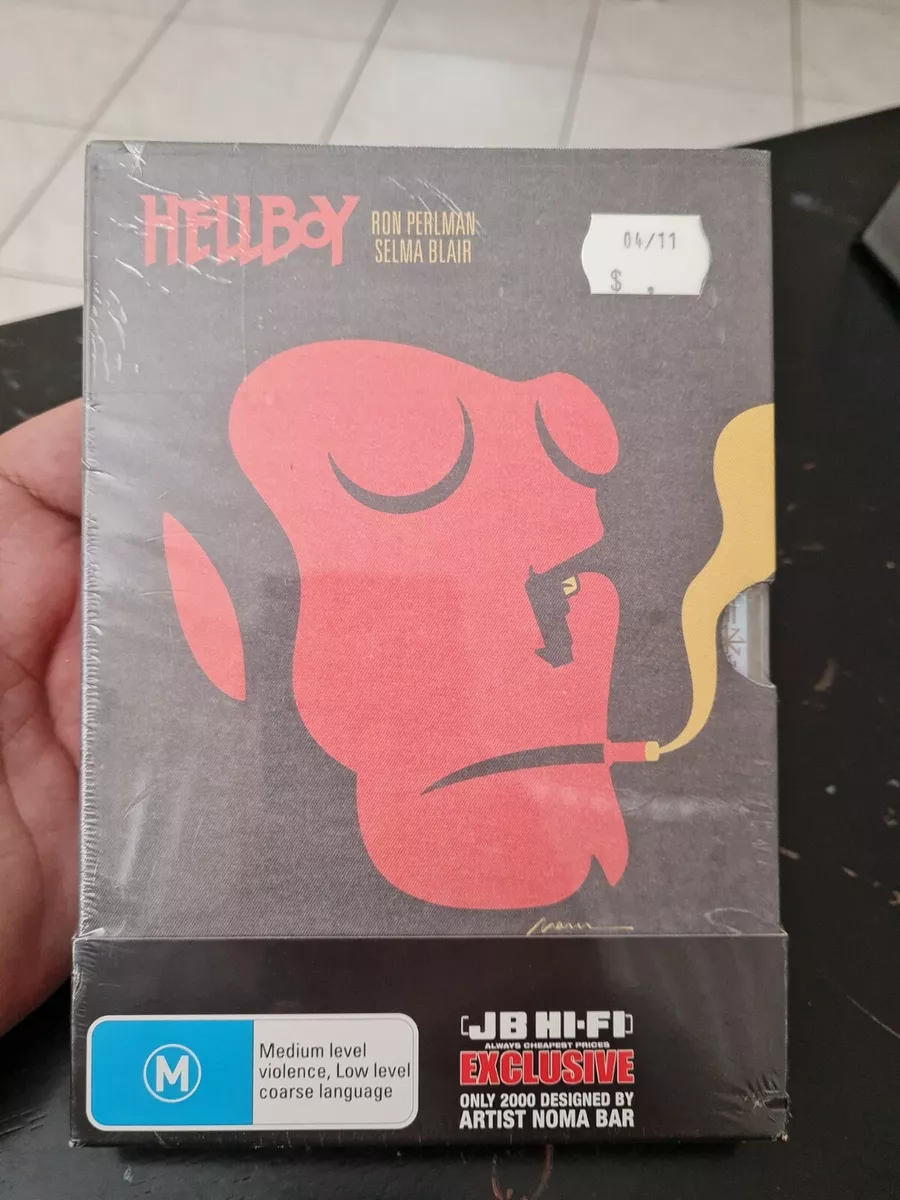 HELLBOY
RON PERLMAN
SELMA BLAIR
04/11
$ .
M
Medium level
violence, Low level
coarse language
JB HI-FI
ALWAYS CHEAPEST PRICES
EXCLUSIVE
ONLY 2000 DESIGNED BY
ARTIST NOMA BAR